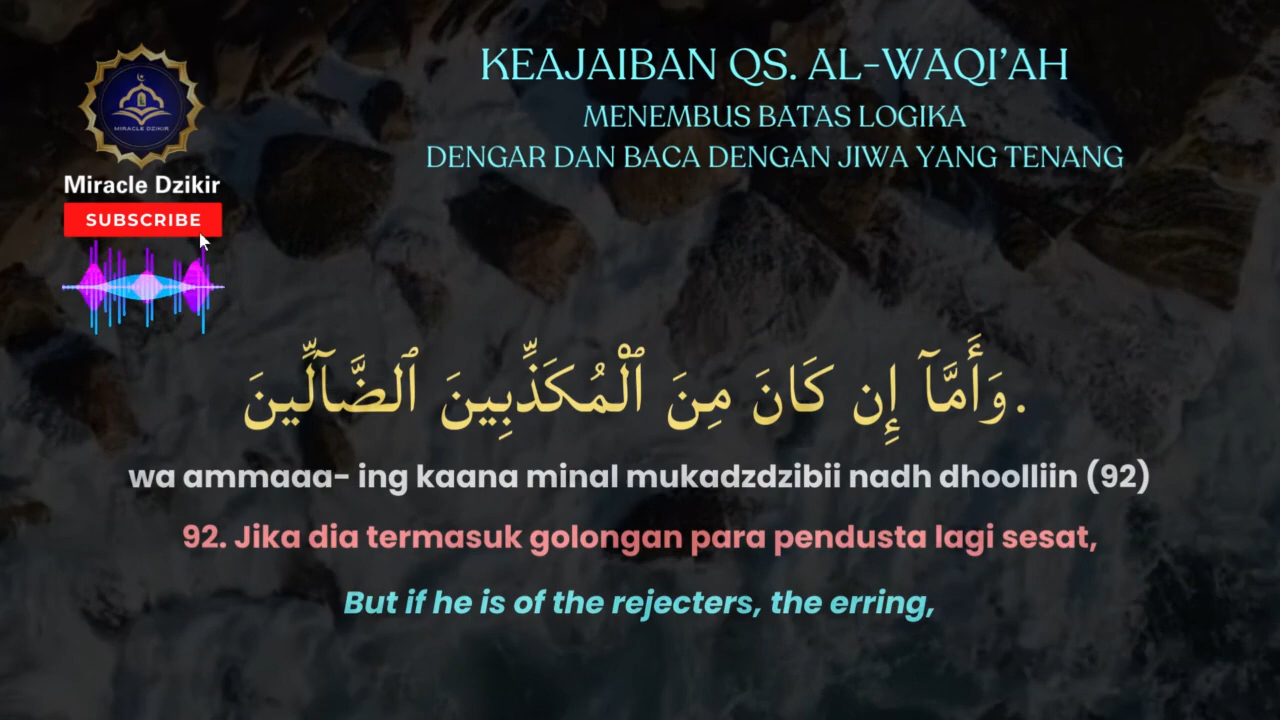 KEAJAIBAN QS. AL-WAQI'AH
MENEMBUS BATAS LOGIKA
DENGAR DAN BACA DENGAN JIWA YANG TENANG
MIRACLE DZIKIR
Miracle Dzikir
SUBSCRIBE
.وَأَمَّآ إِن كَانَ مِنَ ٱلْمُكَذِّبِينَ ٱلضَّآلِّينَ
wa ammaaa- ing kaana minal mukadzdzibii nadh dhoolliin (92)
92. Jika dia termasuk golongan para pendusta lagi sesat,
But if he is of the rejecters, the erring,